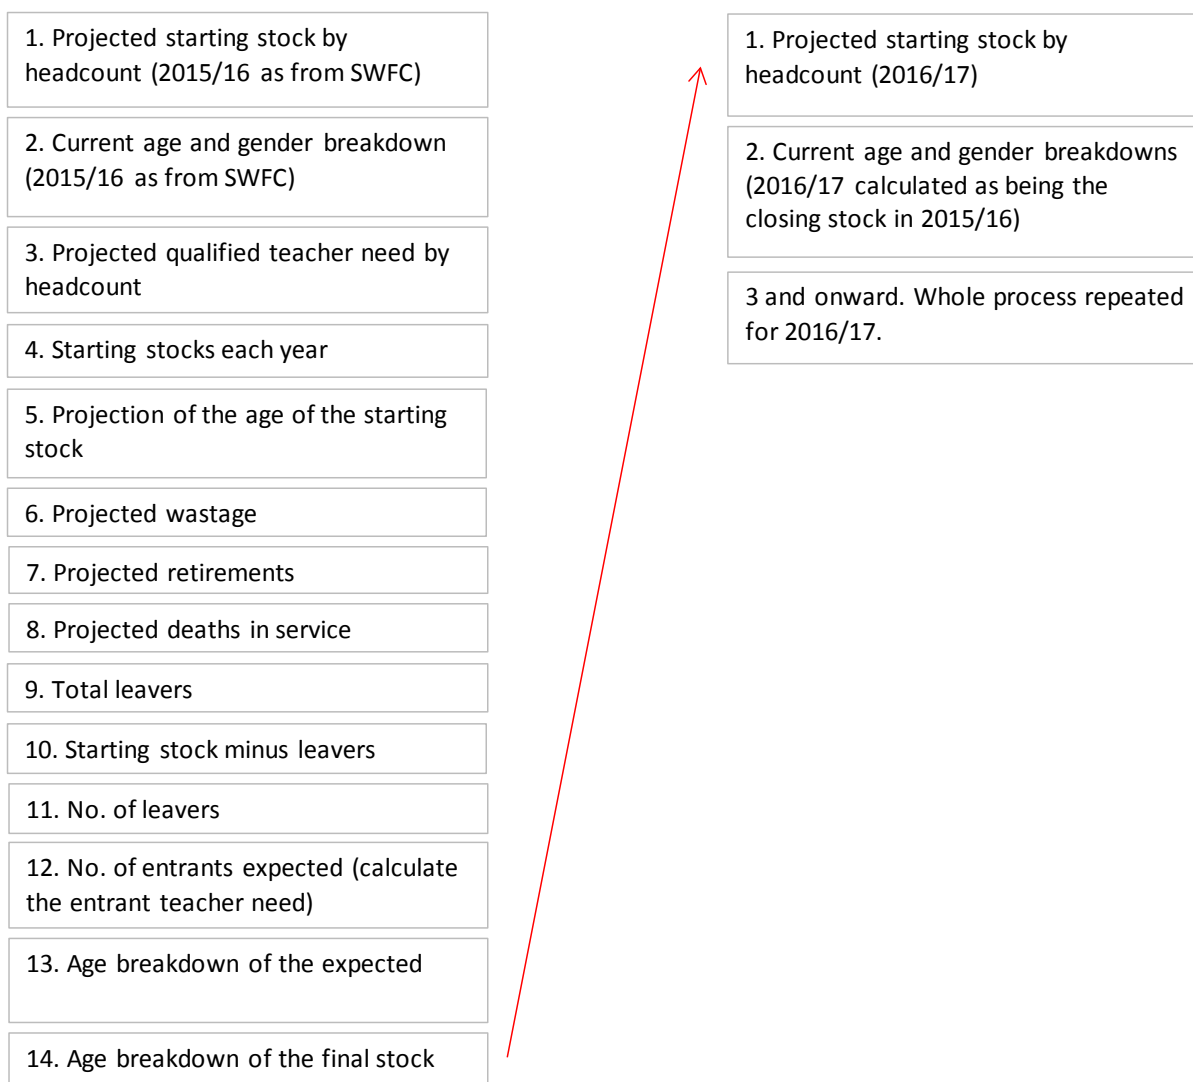 1. Projected starting stock by
headcount (2015/16 as from SWFC)
2. Current age and gender breakdown
(2015/16 as from SWFC)
3. Projected qualified teacher need by
headcount
4. Starting stocks each year
5. Projection of the age of the starting
stock
6. Projected wastage
7. Projected retirements
8. Projected deaths in service
9. Total leavers
10. Starting stock minus leavers
11. No. of leavers
12. No. of entrants expected (calculate
the entrant teacher need)
13. Age breakdown of the expected
14. Age breakdown of the final stock
1. Projected starting stock by
headcount (2016/17)
2. Current age and gender breakdowns
(2016/17 calculated as being the
closing stock in 2015/16)
3 and onward. Whole process repeated
for 2016/17.